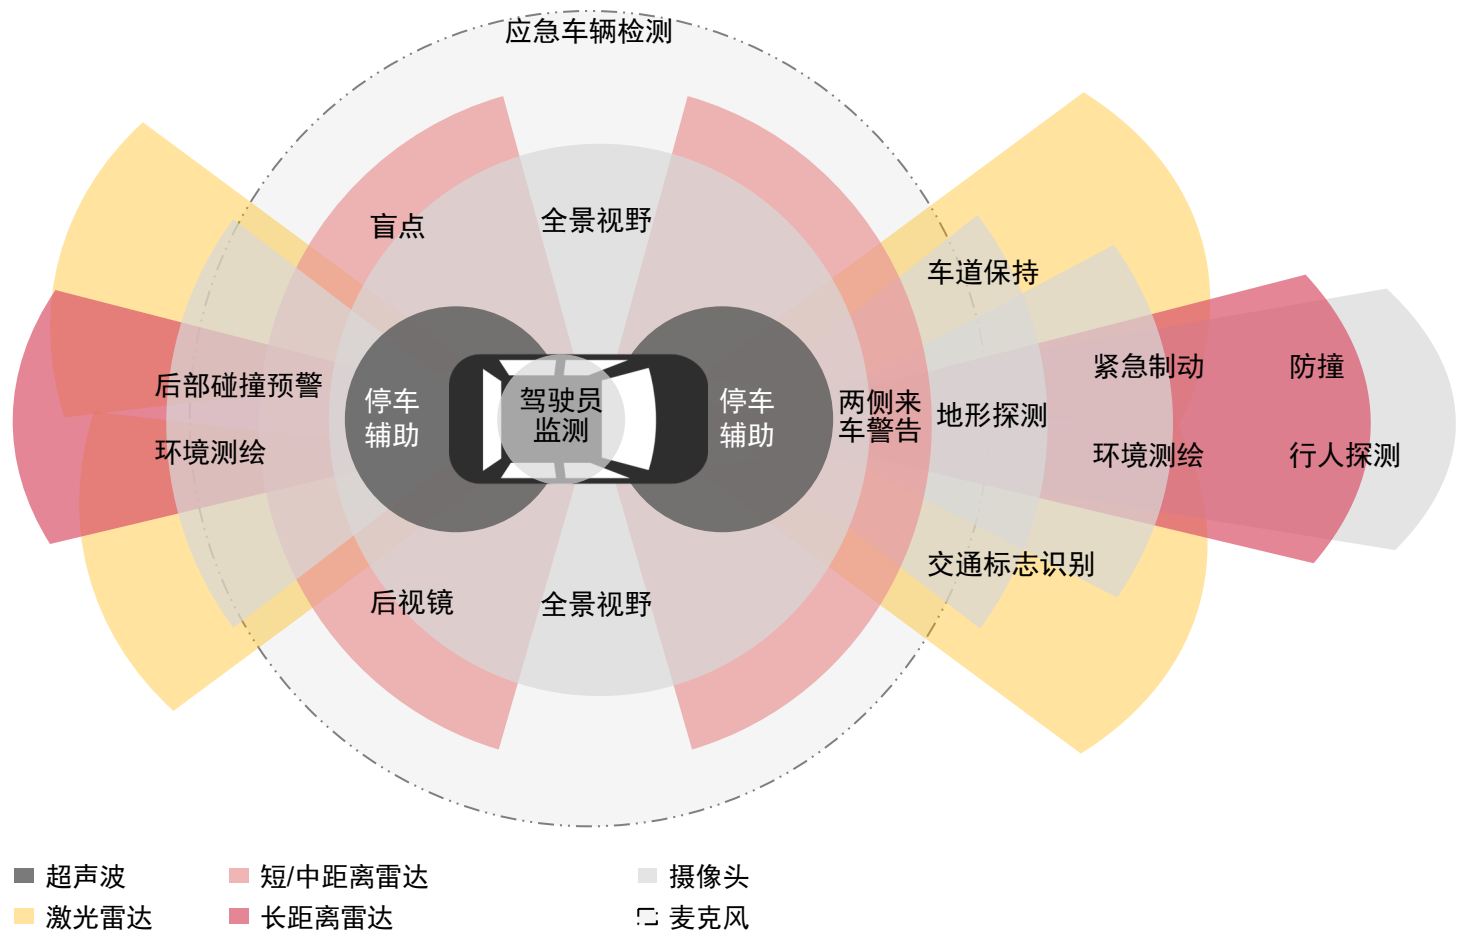 应急车辆检测
盲点
全景视野
车道保持
后部碰撞预警
环境测绘
停车
辅助
驾驶员
监测
停车
辅助
两侧来
车警告
地形探测
紧急制动
环境测绘
防撞
行人探测
交通标志识别
后视镜
全景视野
超声波
短/中距离雷达
摄像头
激光雷达
长距离雷达
麦克风